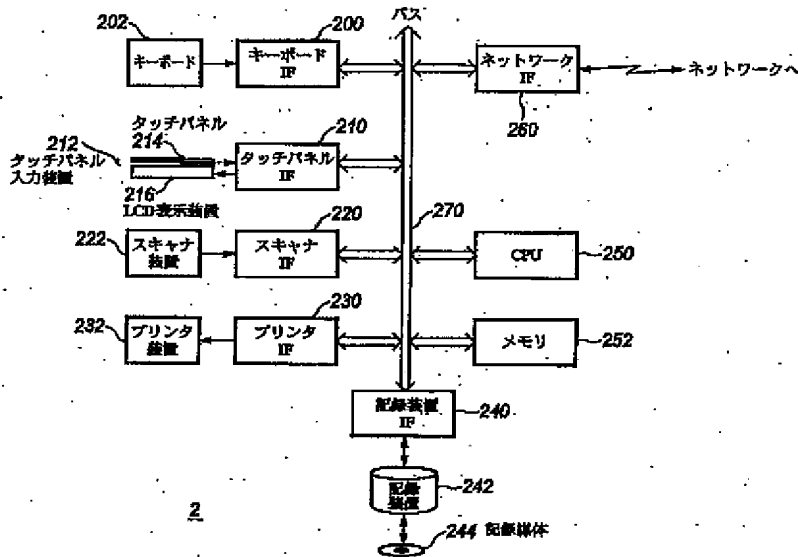 バス
202
キーボード
200
キーボード
IF
ネットワーク
IF
260
ネットワークへ
212
タッチパネル
入力装置
タッチパネル
214
216
LCD表示装置
210
タッチパネル
IF
270
222
スキャナ
装置
220
スキャナ
IF
CPU
250
232
プリンタ
装置
230
プリンタ
IF
メモリ
252
記録装置
IF
240
記録
装置
242
244 記録媒体
2